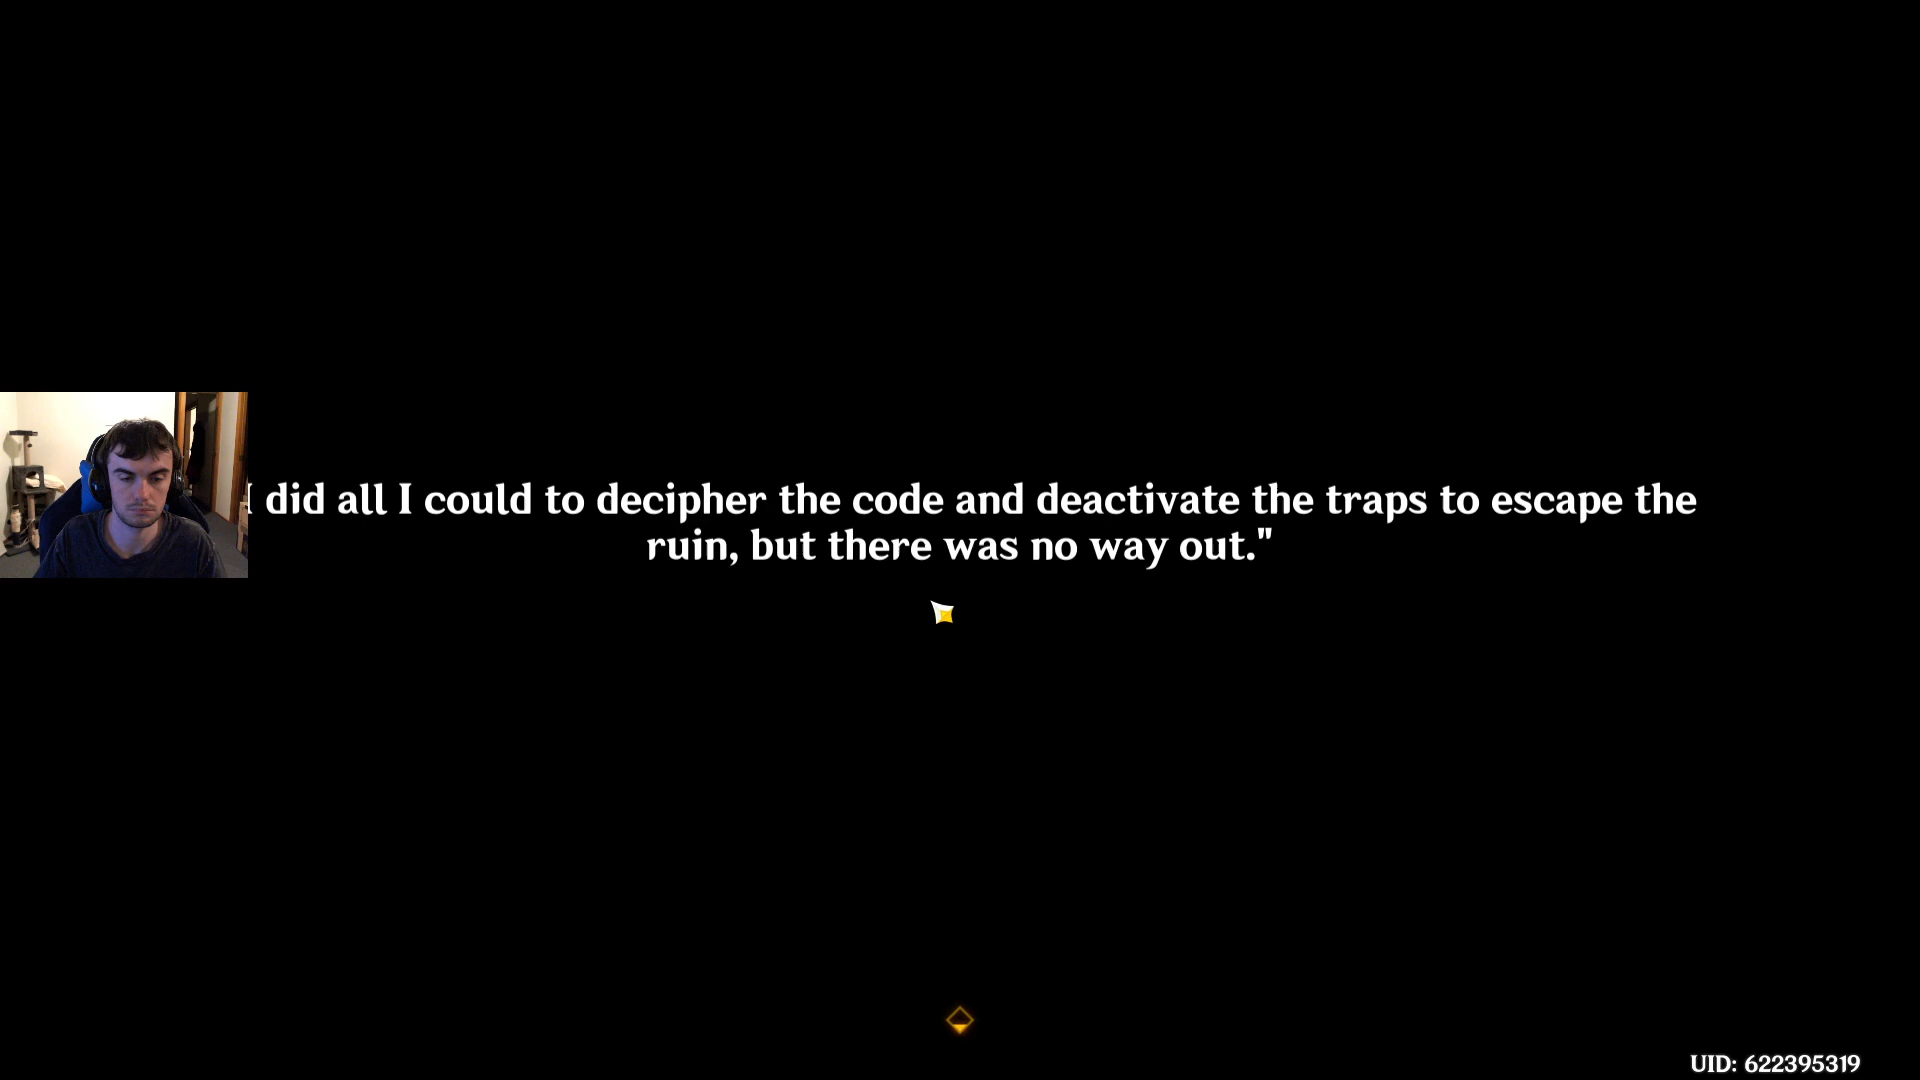 I did all I could to decipher the code and deactivate the traps to escape the
ruin, but there was no way out."
UID: 622395319